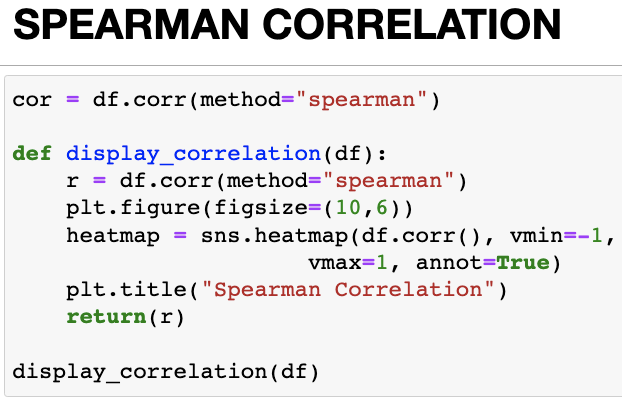 SPEARMAN CORRELATION
cor = df.corr(method="spearman")
def display_correlation(df):
    r = df.corr(method="spearman")
    plt.figure(figsize=(10,6))
    heatmap = sns.heatmap(df.corr(), vmin=-1,
                      vmax=1, annot=True)
    plt.title("Spearman Correlation")
    return(r)
display_correlation(df)